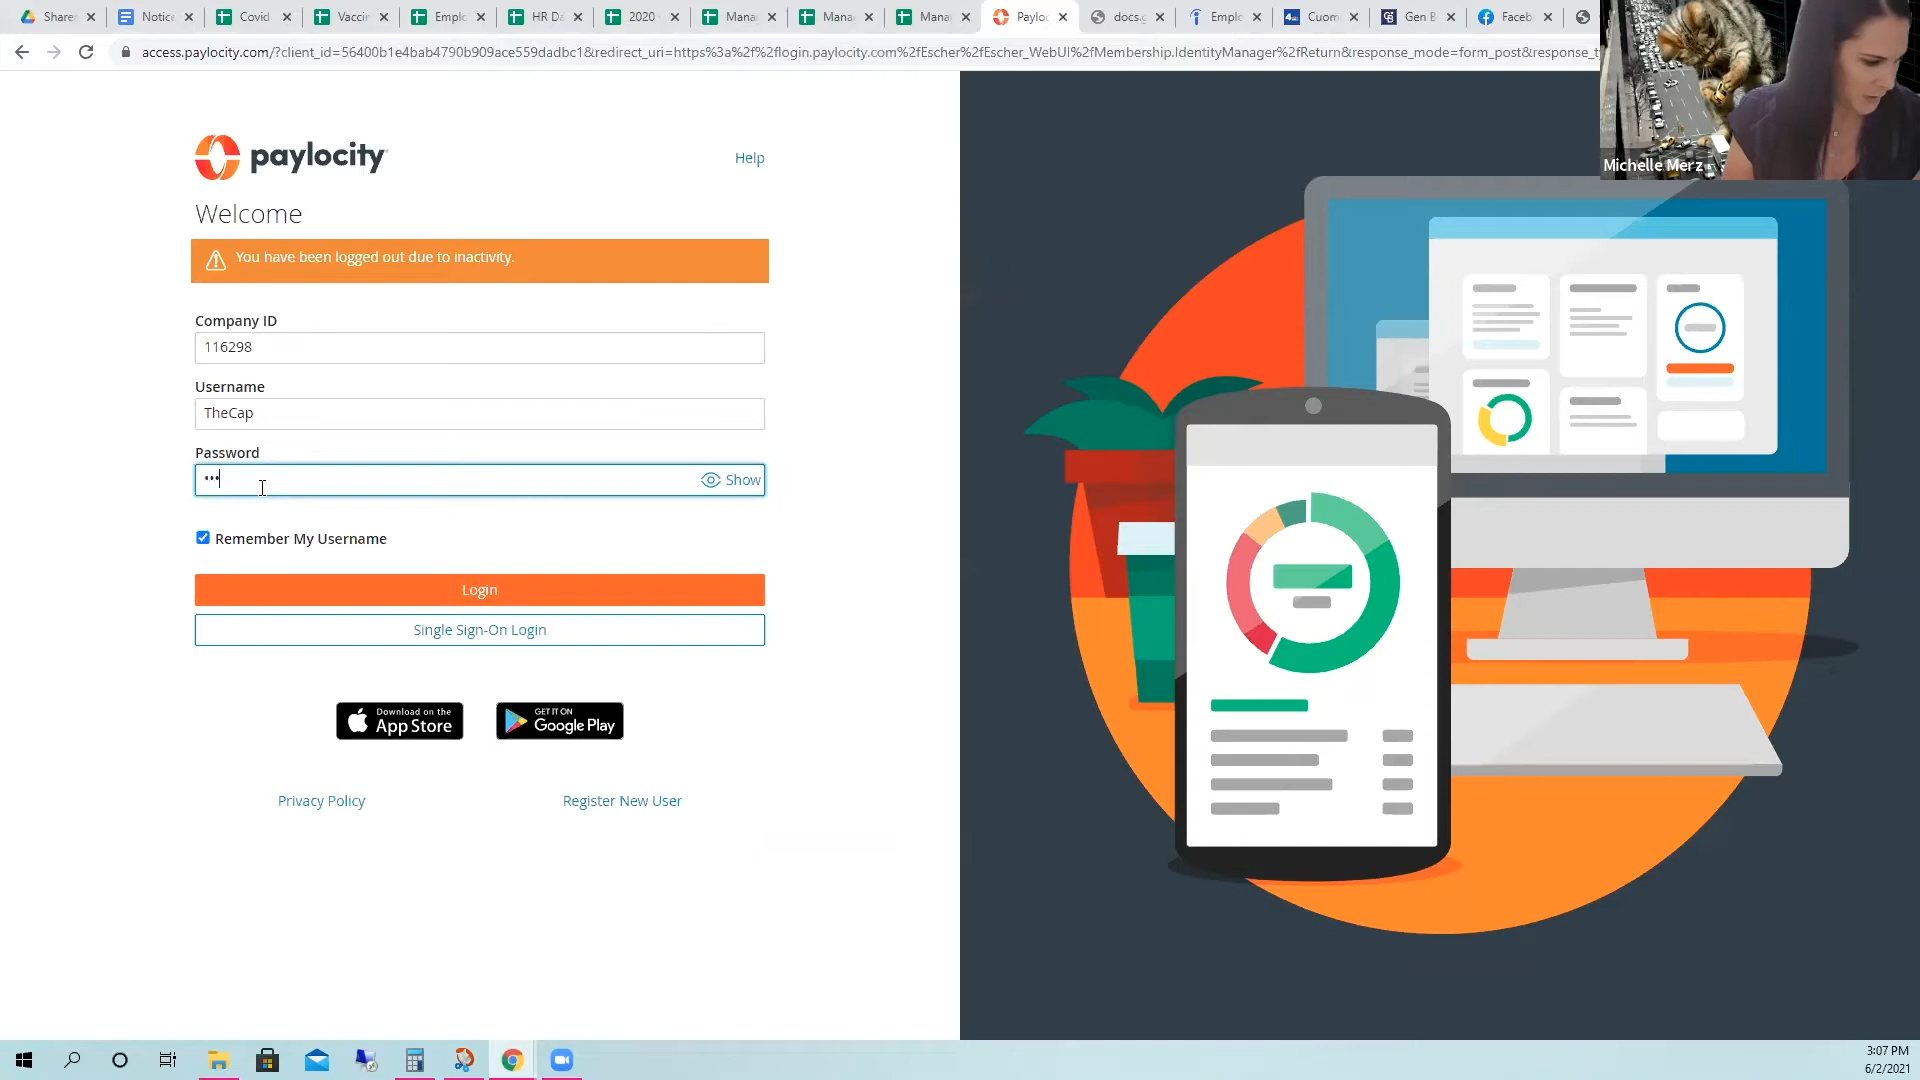 Share
Notice
Covid
Vaccin
Emplo
HR Da
2020
Mana
Mana
Mana
Payloc
docs.g
Emplo
Cuom
Gen B
Faceb
access.paylocity.com/?client_id=56400b1e4bab4790b909ace559dadbc1&redirect_uri=https%3a%2f%2flogin.paylocity.com%2fEscher%2fEscher_WebUI%2fMembership.IdentityManager%2fReturn&response_mode=form_post&response_t
Michelle Merz
paylocity
Help
Welcome
You have been logged out due to inactivity.
Company ID
116298
Username
TheCap
Password
•••
Show
Remember My Username
Login
Single Sign-On Login
Download on the
App Store
GET IT ON
Google Play
Privacy Policy
Register New User
3:07 PM
6/2/2021